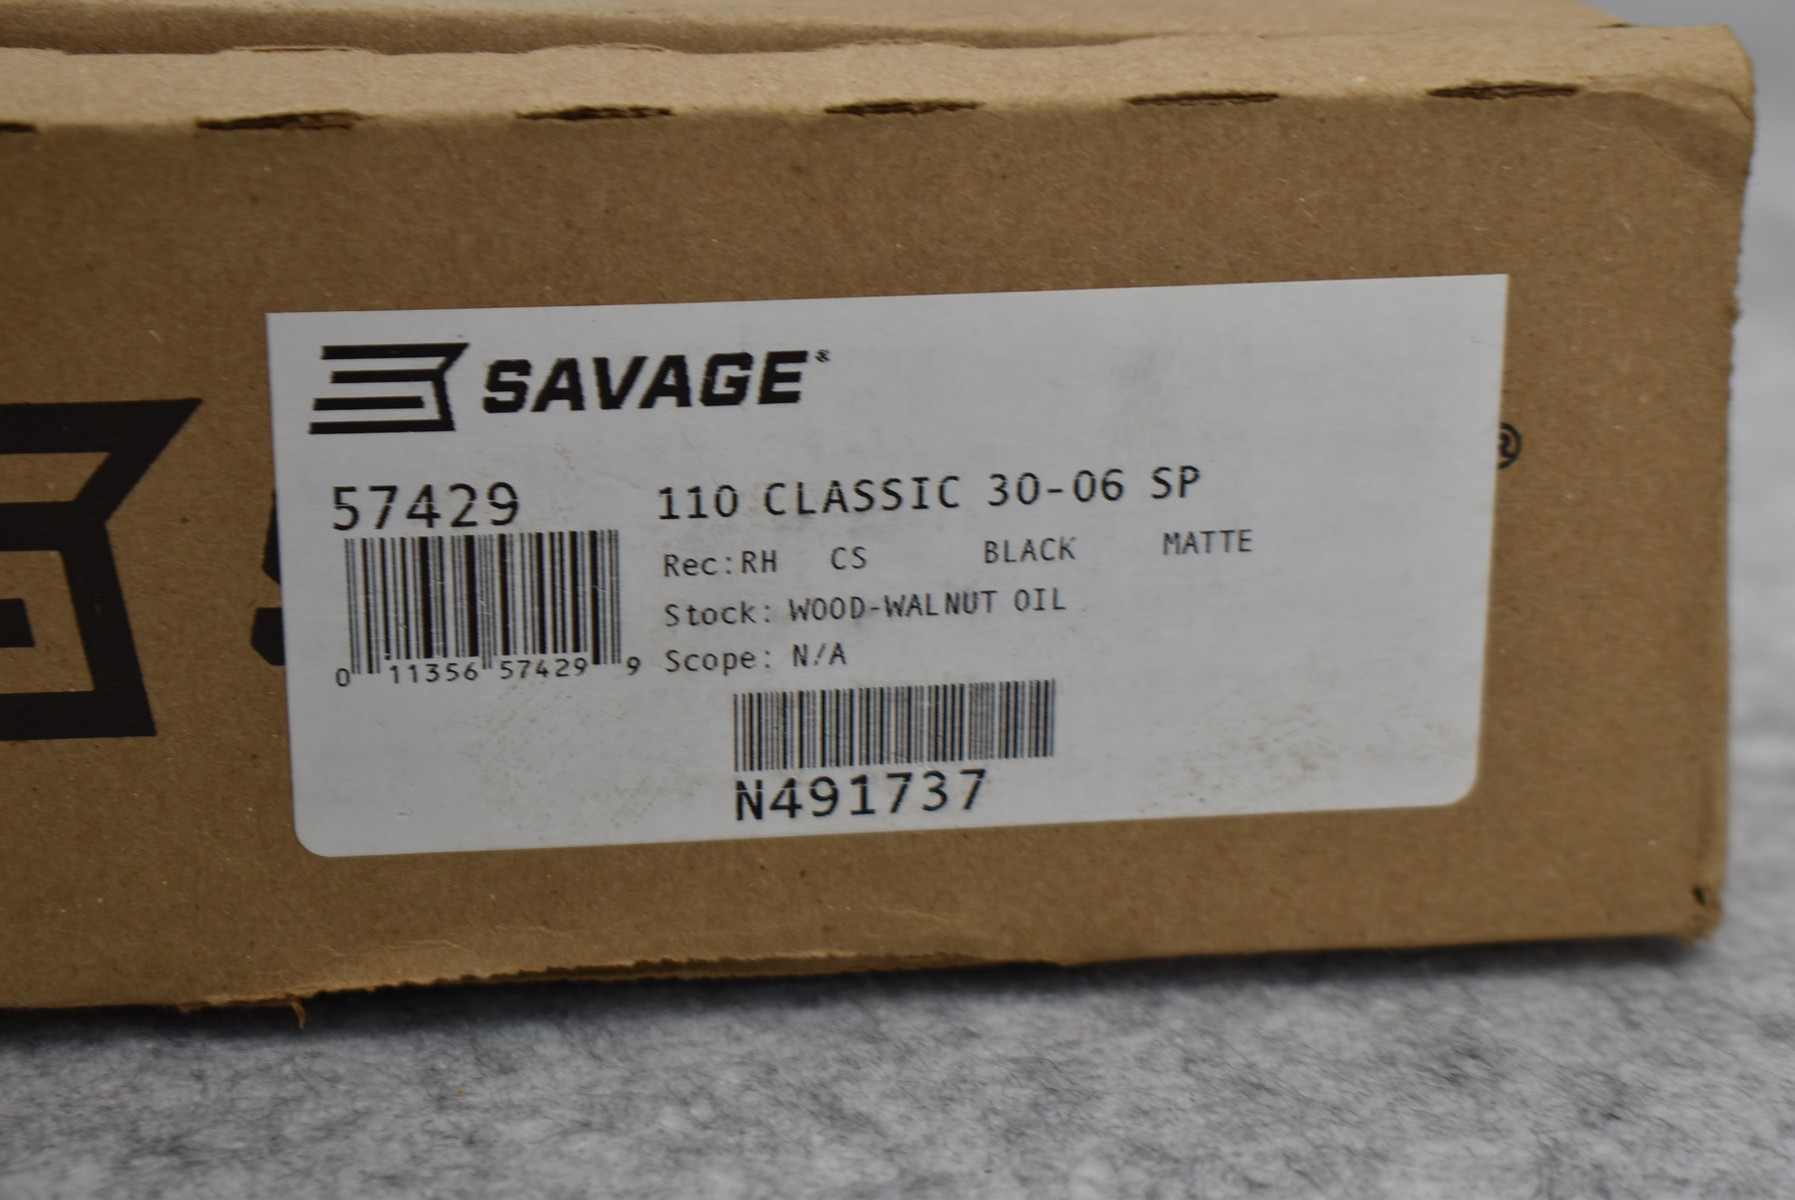 SAVAGE®
57429
110 CLASSIC 30-06 SP
Rec:RH CS BLACK MATTE
Stock: WOOD-WALNUT OIL
Scope: N/A
0 11356 57429 9
N491737
®